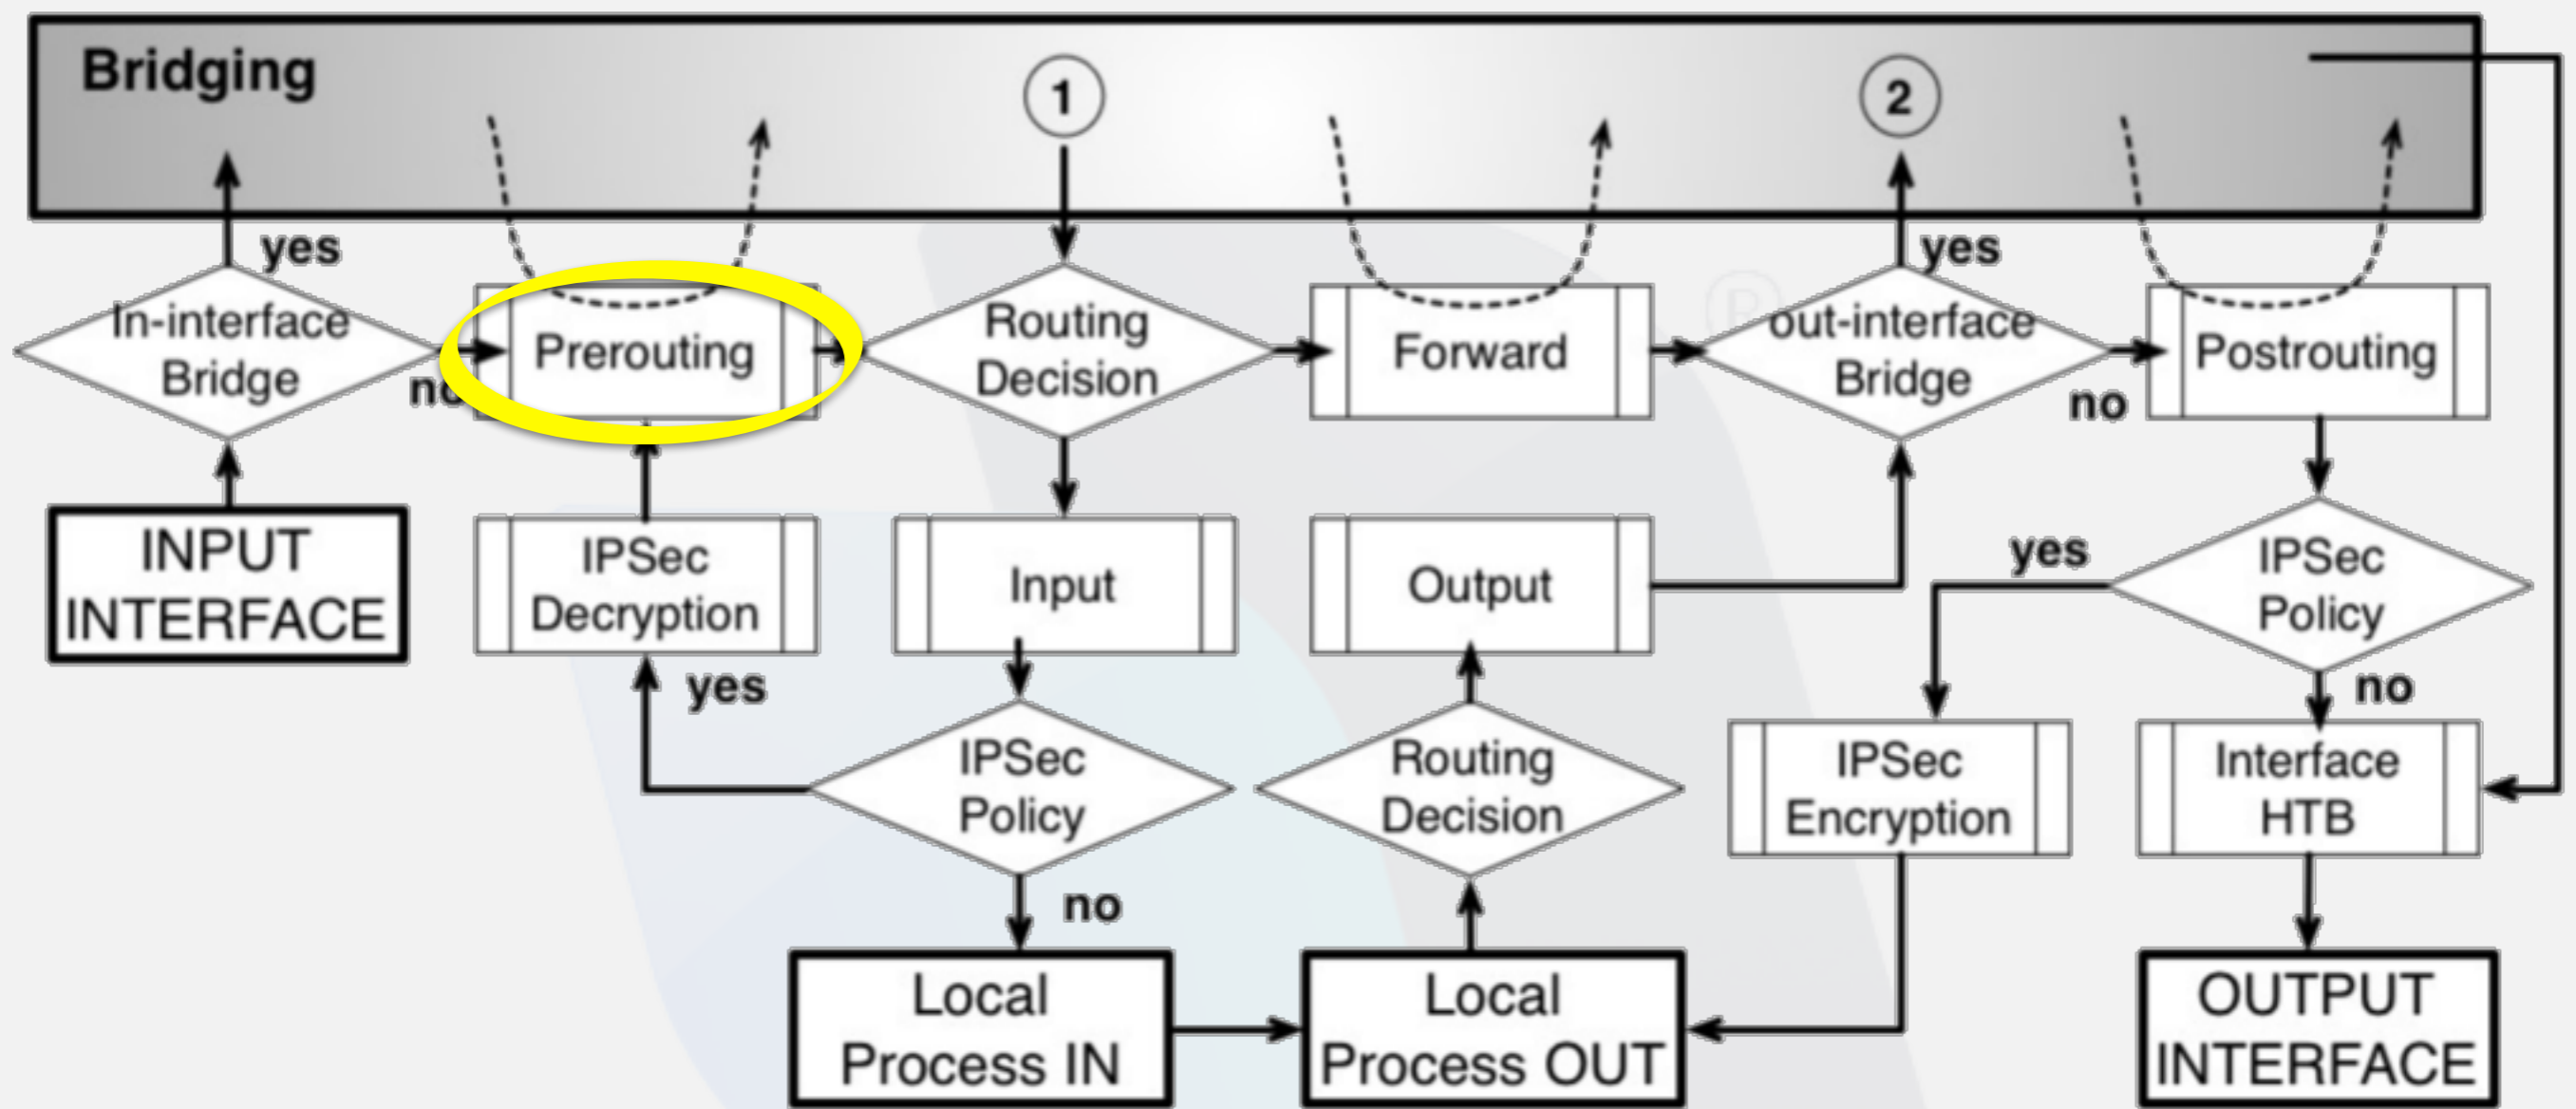 Bridging
1
2
yes
yes
In-interface
Bridge
no
Prerouting
Routing
Decision
Forward
out-interface
Bridge
no
Postrouting
®
INPUT
INTERFACE
IPSec
Decryption
Input
Output
yes
IPSec
Policy
yes
no
IPSec
Policy
Routing
Decision
IPSec
Encryption
Interface
HTB
no
Local
Process IN
Local
Process OUT
OUTPUT
INTERFACE